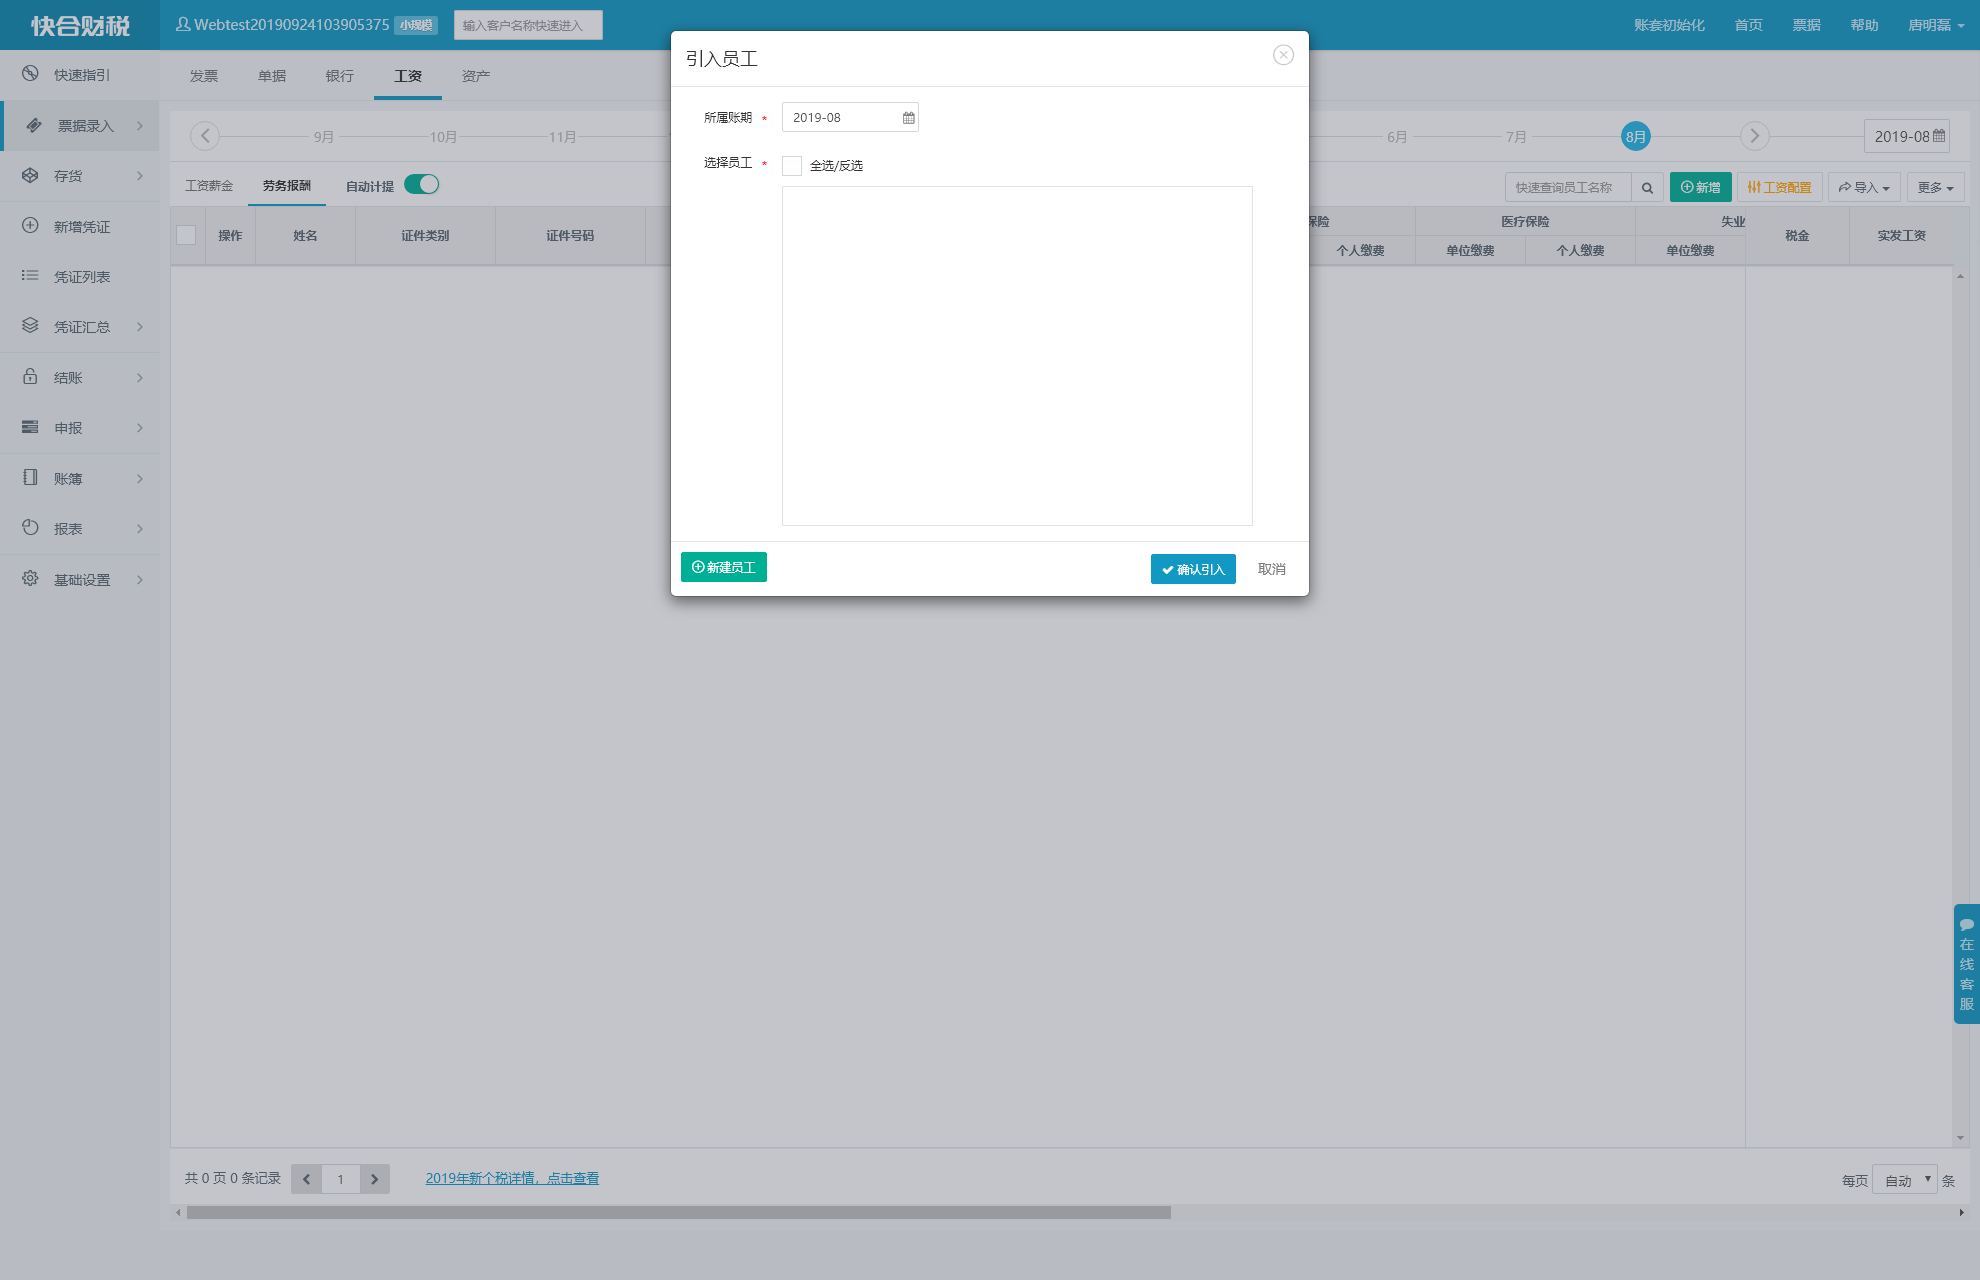 快合财税
Webtest20190924103905375 小规模 输入客户名称快速进入
账套初始化 首页 票据 帮助 唐明磊
快速指引
票据录入
存货
新增凭证
凭证列表
凭证汇总
结账
申报
账簿
报表
基础设置
发票 单据 银行 工资 资产
9月 10月 11月 6月 7月 8月 2019-08
工资薪金 劳务报酬 自动计提
快速查询员工名称 新增 工资配置 导入 更多
操作 姓名 证件类别 证件号码 保险 医疗保险 失业 税金 实发工资
个人缴费 单位缴费 个人缴费 单位缴费
引入员工
所属账期 * 2019-08
选择员工 * 全选/反选
新建员工 确认引入 取消
在线客服
共 0 页 0 条记录 1 2019年新个税详情，点击查看
每页 自动 条